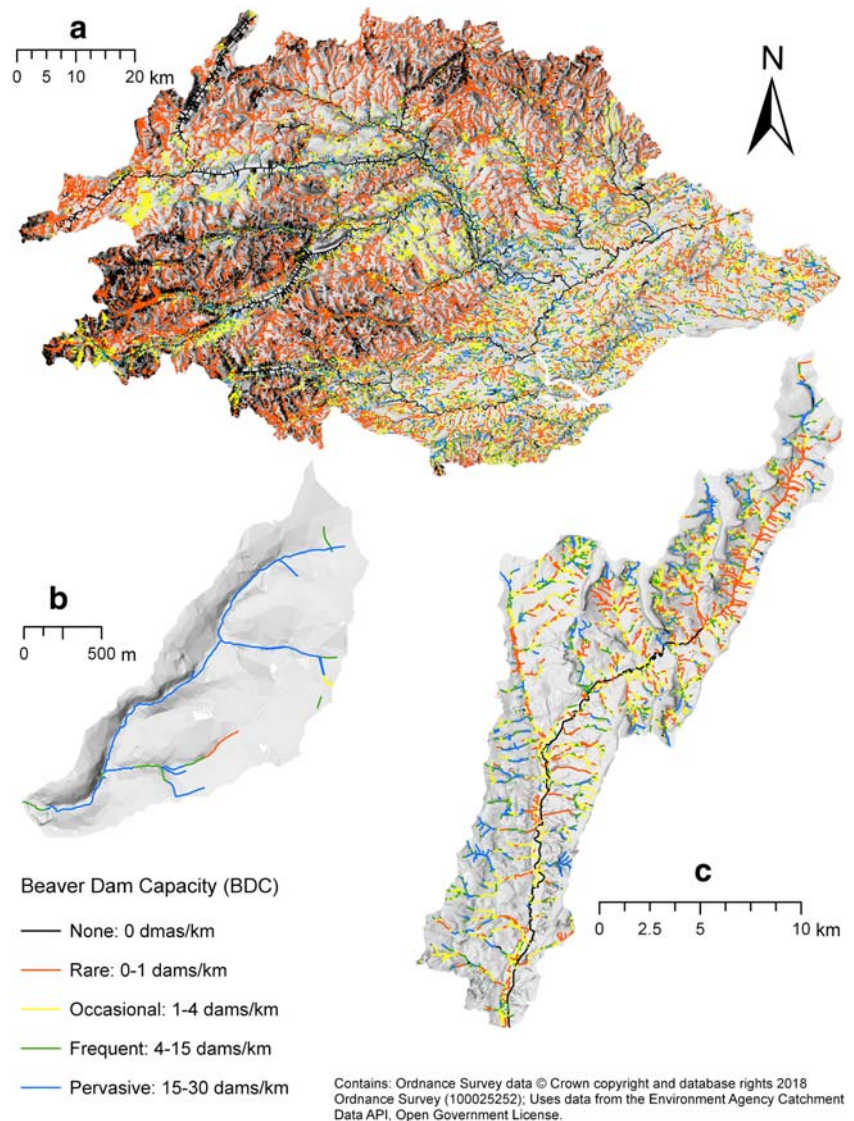 a
0 5 10 20 km
N
b
0 500 m
c
0 2.5 5 10 km
Beaver Dam Capacity (BDC)
None: 0 dmas/km
Rare: 0-1 dams/km
Occasional: 1-4 dams/km
Frequent: 4-15 dams/km
Pervasive: 15-30 dams/km
Contains: Ordnance Survey data © Crown copyright and database rights 2018
Ordnance Survey (100025252); Uses data from the Environment Agency Catchment
Data API, Open Government License.